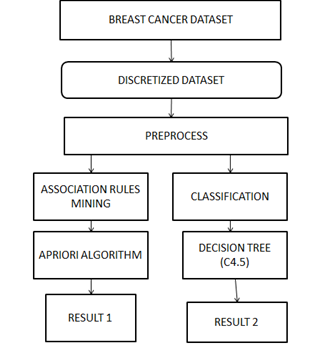 BREAST CANCER DATASET
DISCRETIZED DATASET
PREPROCESS
ASSOCIATION RULES
MINING
CLASSIFICATION
APRIORI ALGORITHM
DECISION TREE
(C4.5)
RESULT 1
RESULT 2